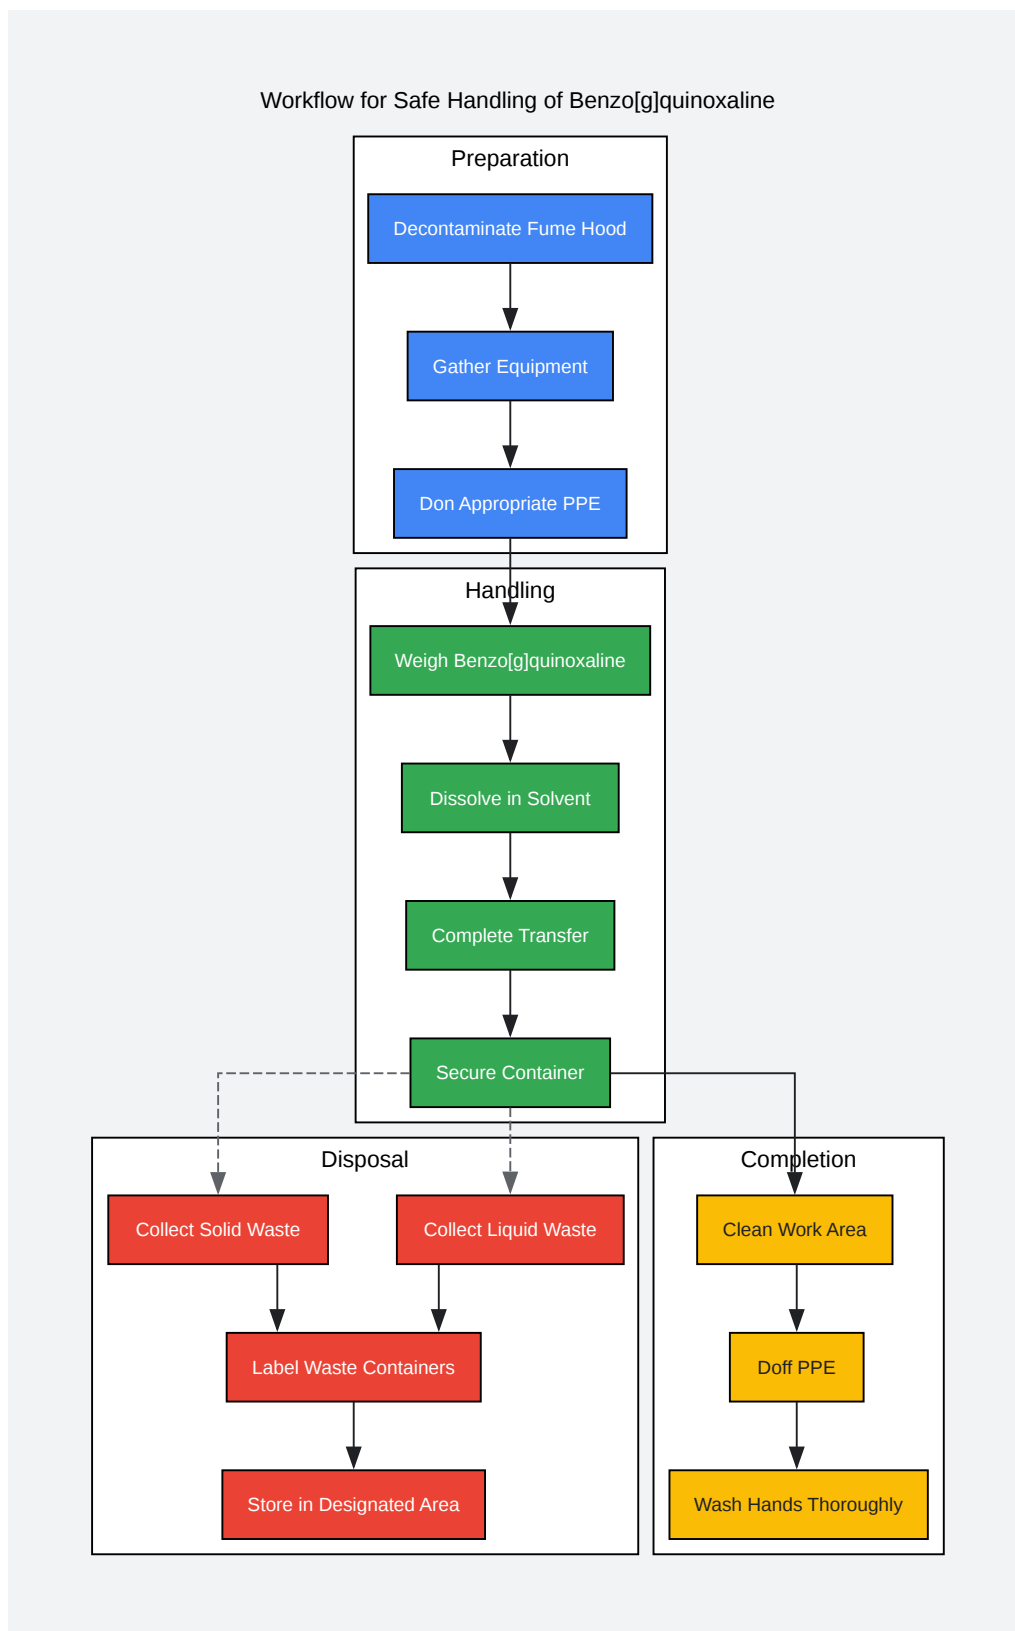 Workflow for Safe Handling of Benzo[g]quinoxaline
Preparation
Decontaminate Fume Hood
Gather Equipment
Don Appropriate PPE
Handling
Weigh Benzo[g]quinoxaline
Dissolve in Solvent
Complete Transfer
Secure Container
Disposal
Collect Solid Waste
Collect Liquid Waste
Label Waste Containers
Store in Designated Area
Completion
Clean Work Area
Doff PPE
Wash Hands Thoroughly